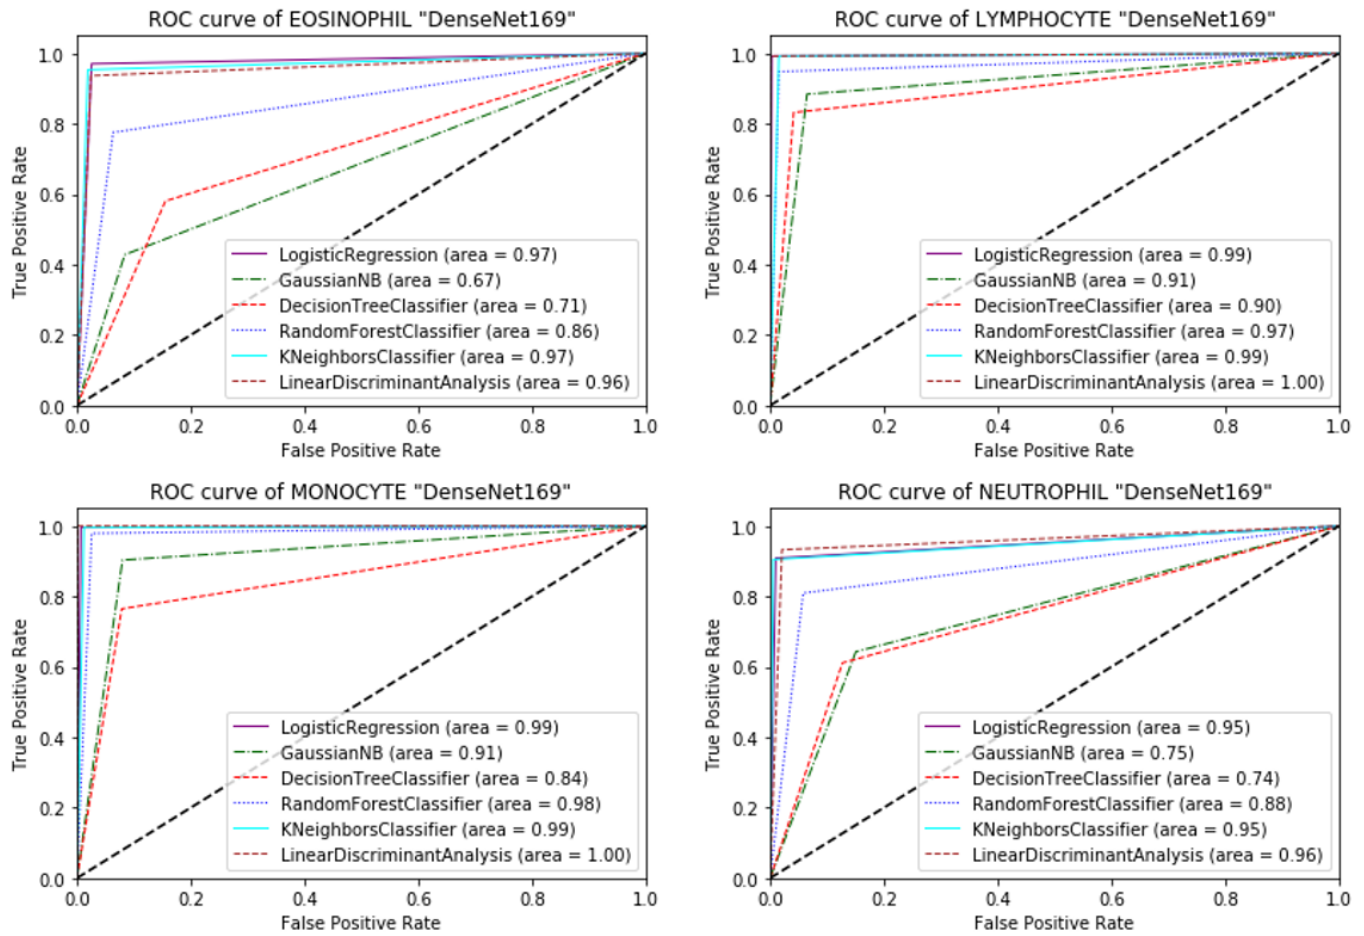 ROC curve of EOSINOPHIL "DenseNet169"
True Positive Rate
1.0
0.8
0.6
0.4
0.2
0.0
LogisticRegression (area = 0.97)
GaussianNB (area = 0.67)
DecisionTreeClassifier (area = 0.71)
RandomForestClassifier (area = 0.86)
KNeighborsClassifier (area = 0.97)
LinearDiscriminantAnalysis (area = 0.96)
0.0 0.2 0.4 0.6 0.8 1.0
False Positive Rate
ROC curve of LYMPHOCYTE "DenseNet169"
True Positive Rate
1.0
0.8
0.6
0.4
0.2
0.0
LogisticRegression (area = 0.99)
GaussianNB (area = 0.91)
DecisionTreeClassifier (area = 0.90)
RandomForestClassifier (area = 0.97)
KNeighborsClassifier (area = 0.99)
LinearDiscriminantAnalysis (area = 1.00)
0.0 0.2 0.4 0.6 0.8 1.0
False Positive Rate
ROC curve of MONOCYTE "DenseNet169"
True Positive Rate
1.0
0.8
0.6
0.4
0.2
0.0
LogisticRegression (area = 0.99)
GaussianNB (area = 0.91)
DecisionTreeClassifier (area = 0.84)
RandomForestClassifier (area = 0.98)
KNeighborsClassifier (area = 0.99)
LinearDiscriminantAnalysis (area = 1.00)
0.0 0.2 0.4 0.6 0.8 1.0
False Positive Rate
ROC curve of NEUTROPHIL "DenseNet169"
True Positive Rate
1.0
0.8
0.6
0.4
0.2
0.0
LogisticRegression (area = 0.95)
GaussianNB (area = 0.75)
DecisionTreeClassifier (area = 0.74)
RandomForestClassifier (area = 0.88)
KNeighborsClassifier (area = 0.95)
LinearDiscriminantAnalysis (area = 0.96)
0.0 0.2 0.4 0.6 0.8 1.0
False Positive Rate